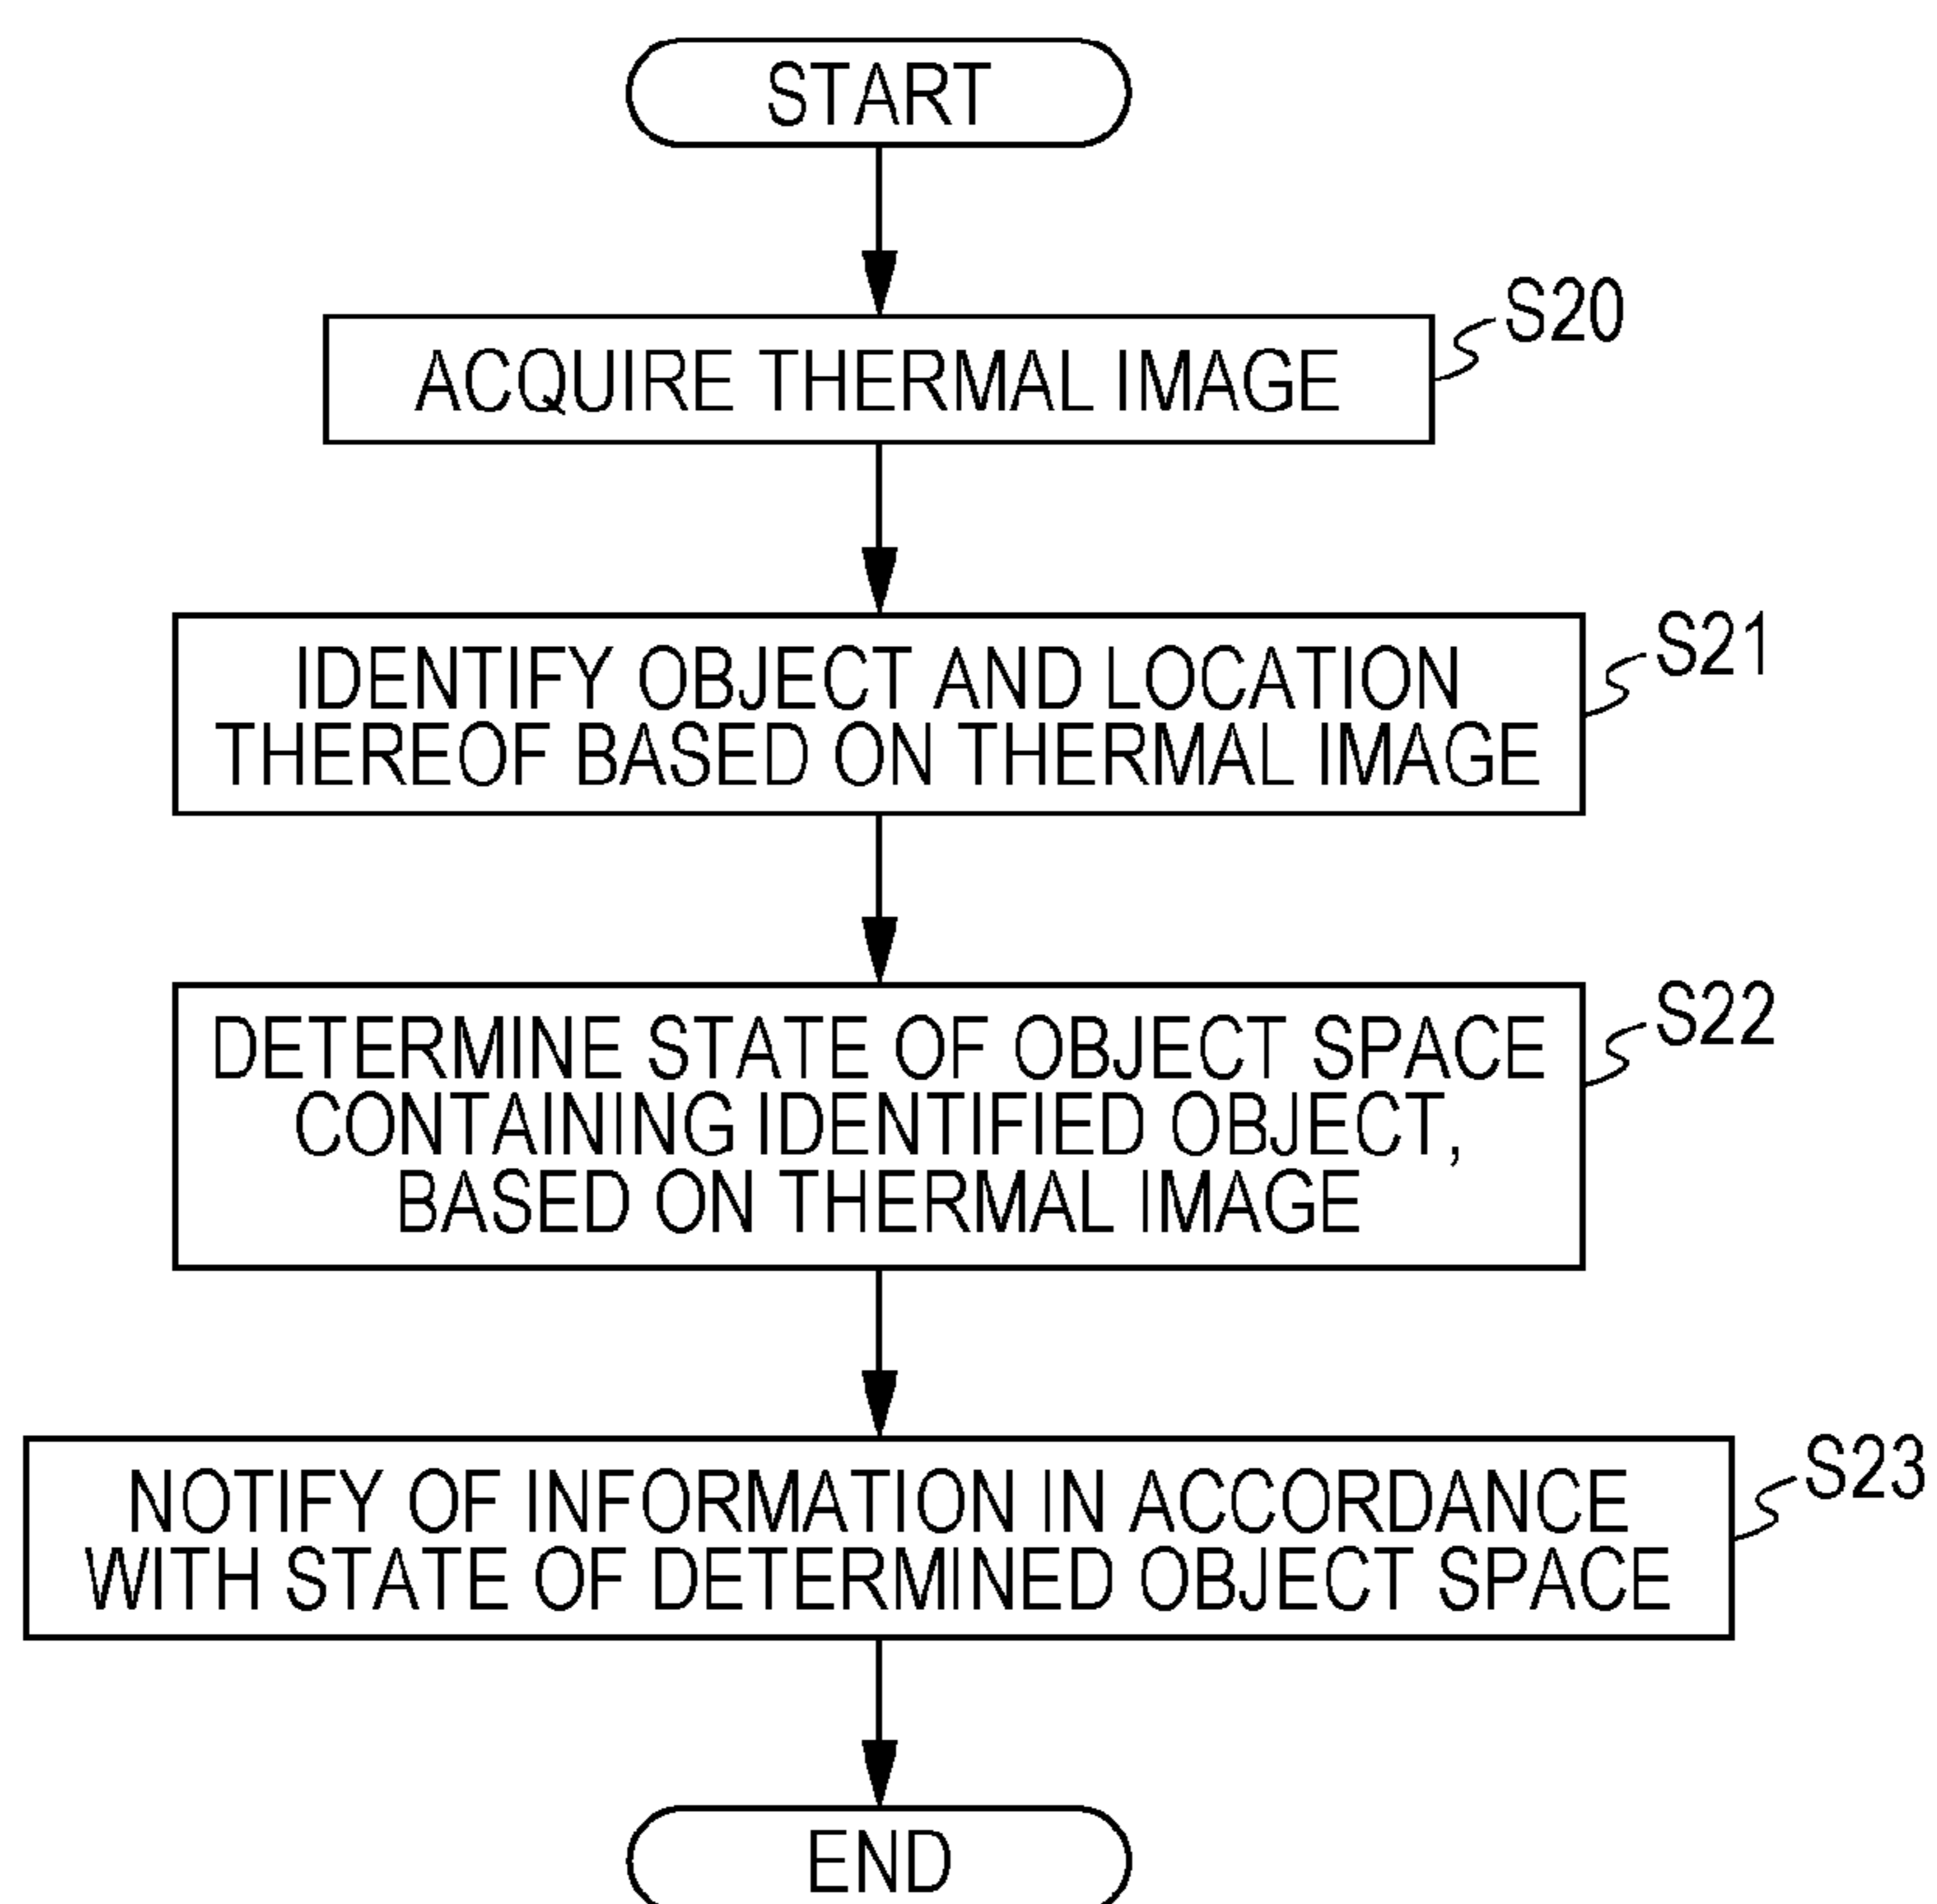 START
ACQUIRE THERMAL IMAGE
S20
IDENTIFY OBJECT AND LOCATION
THEREOF BASED ON THERMAL IMAGE
S21
DETERMINE STATE OF OBJECT SPACE
CONTAINING IDENTIFIED OBJECT,
BASED ON THERMAL IMAGE
S22
NOTIFY OF INFORMATION IN ACCORDANCE
WITH STATE OF DETERMINED OBJECT SPACE
S23
END